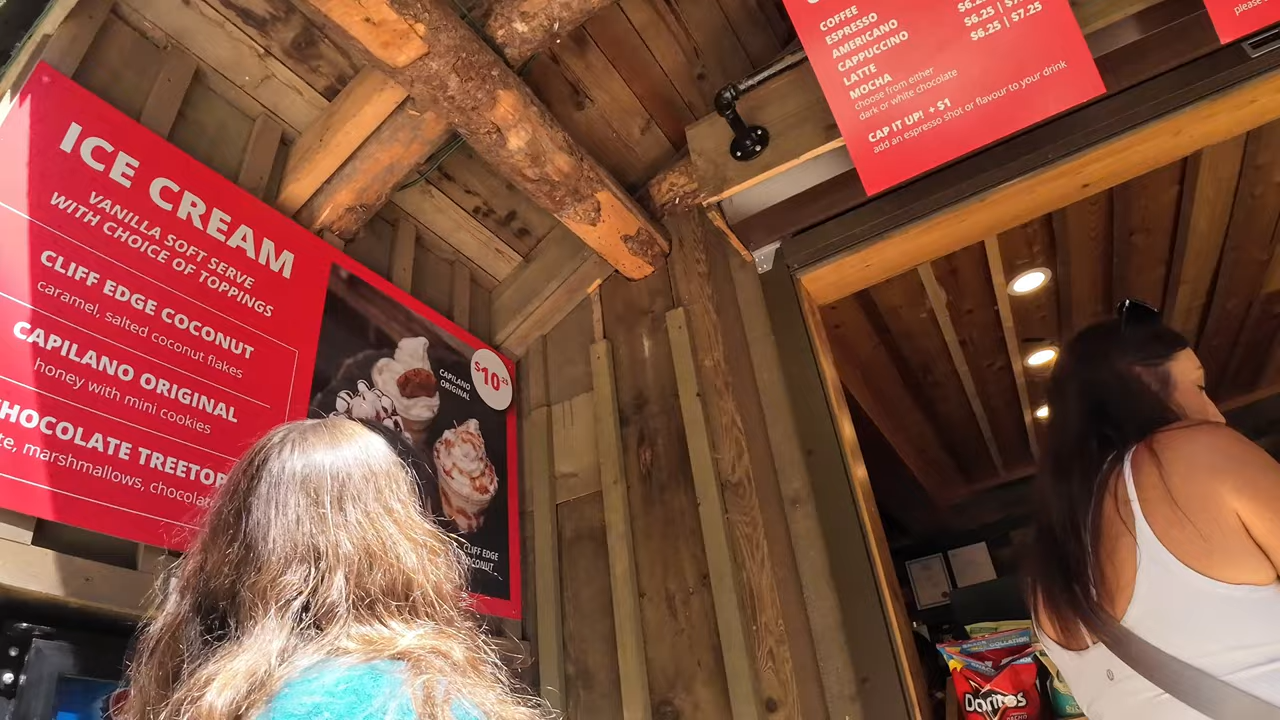 ICE CREAM
VANILLA SOFT SERVE
WITH CHOICE OF TOPPINGS
CLIFF EDGE COCONUT
caramel, salted coconut flakes
CAPILANO ORIGINAL
honey with mini cookies
CHOCOLATE TREETOP
marshmallows,
CAPILANO
ORIGINAL
$10.25
CLIFF EDGE
COCONUT
COFFEE
ESPRESSO
AMERICANO
CAPPUCCINO
LATTE
MOCHA
choose from either
dark or white chocolate
$6.25 | $7.25
CAP IT UP! + $1
add an espresso shot or flavour to your drink
please
Doritos
NACHO